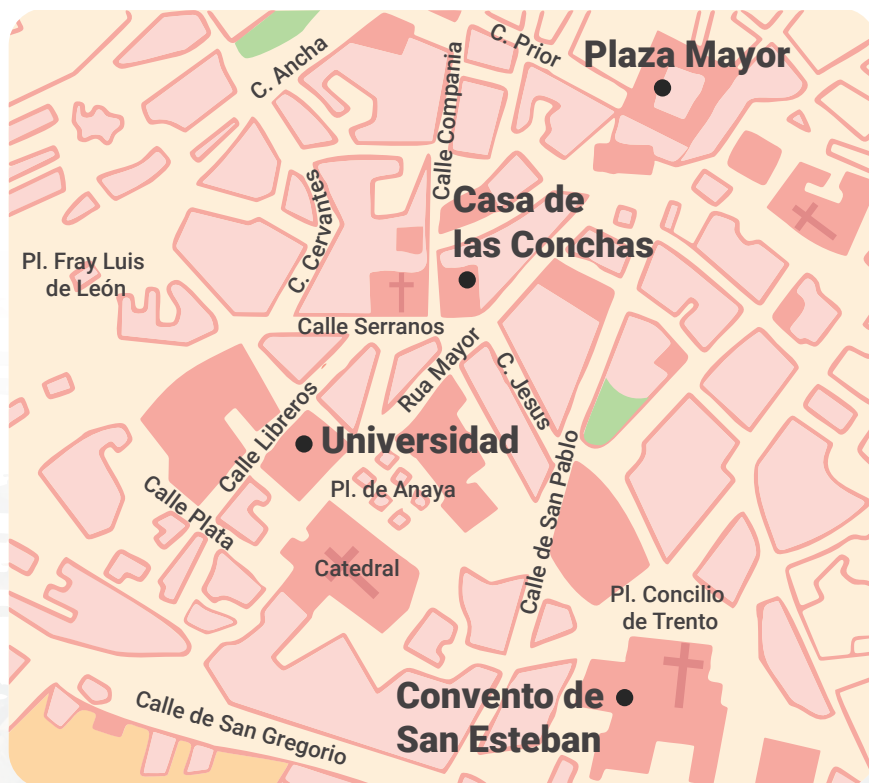 C. Ancha
C. Prior
Plaza Mayor
Calle Compania
Casa de
las Conchas
C. Cervantes
Pl. Fray Luis
de León
Calle Serranos
Rua Mayor
C. Jesus
Calle Libreros
Universidad
Pl. de Anaya
Calle Plata
Calle de San Pablo
Catedral
Pl. Concilio
de Trento
Convento de
San Esteban
Calle de San Gregorio